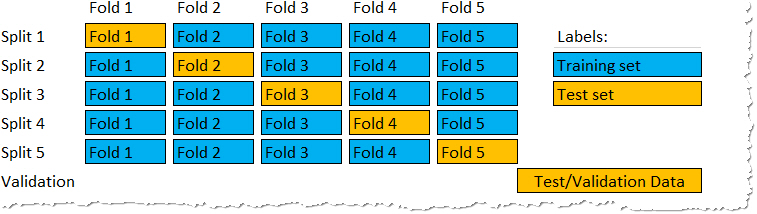 Fold 1 Fold 2 Fold 3 Fold 4 Fold 5
Split 1 Fold 1 Fold 2 Fold 3 Fold 4 Fold 5 Labels:
Split 2 Fold 1 Fold 2 Fold 3 Fold 4 Fold 5 Training set
Split 3 Fold 1 Fold 2 Fold 3 Fold 4 Fold 5 Test set
Split 4 Fold 1 Fold 2 Fold 3 Fold 4 Fold 5
Split 5 Fold 1 Fold 2 Fold 3 Fold 4 Fold 5
Validation Test/Validation Data